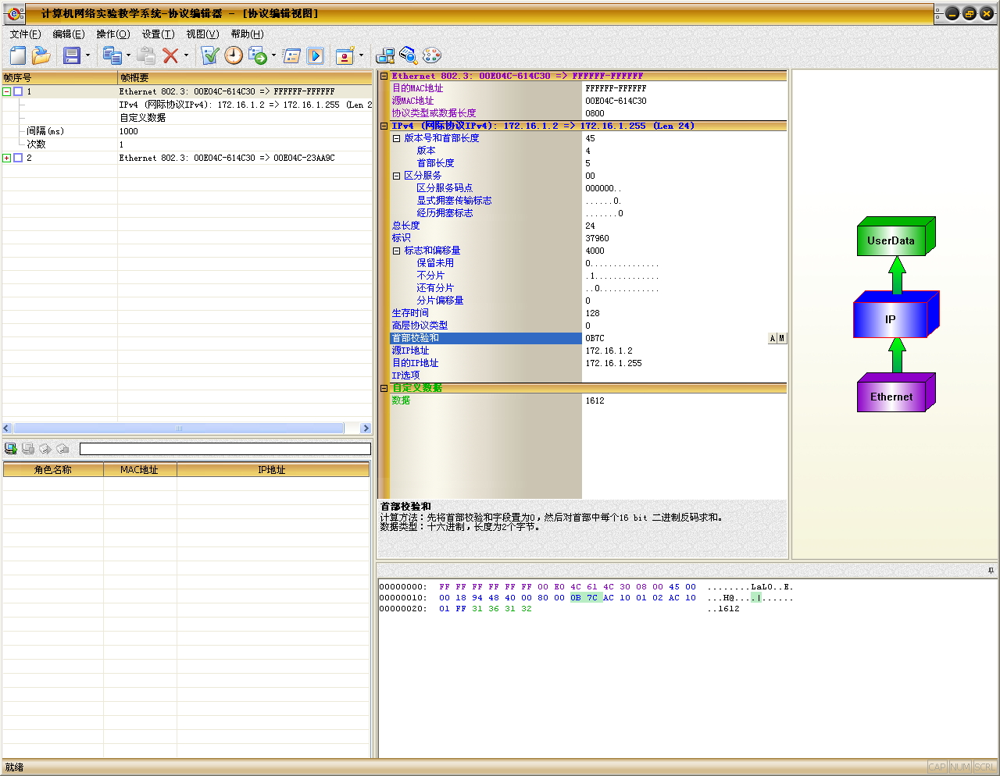 计算机网络实验教学系统-协议编辑器 - [协议编辑视图]
文件(F) 编辑(E) 操作(O) 设置(T) 视图(V) 帮助(H)
帧序号 帧概要
1 Ethernet 802.3: 00E04C-614C30 => FFFFFF-FFFFFF
IPv4 (网际协议IPv4): 172.16.1.2 => 172.16.1.255 (Len 2
自定义数据
间隔(ms) 1000
次数 1
2 Ethernet 802.3: 00E04C-614C30 => 00E04C-23AA9C
角色名称 MAC地址 IP地址
Ethernet 802.3: 00E04C-614C30 => FFFFFF-FFFFFF
目的MAC地址 FFFFFF-FFFFFF
源MAC地址 00E04C-614C30
协议类型或数据长度 0800
IPv4 (网际协议IPv4): 172.16.1.2 => 172.16.1.255 (Len 24)
版本号和首部长度 45
版本 4
首部长度 5
区分服务 00
区分服务码点 000000..
显式拥塞传输标志 ......0.
经历拥塞标志 .......0
总长度 24
标识 37960
标志和偏移量 4000
保留未用 0...............
不分片 .1..............
还有分片 ..0.............
分片偏移量 0
生存时间 128
高层协议类型 0
首部校验和 0B7C A M
源IP地址 172.16.1.2
目的IP地址 172.16.1.255
IP选项
自定义数据
数据 1612
首部校验和
计算方法：先将首部校验和字段置为0，然后对首部中每个16 bit 二进制反码求和。
数据类型：十六进制，长度为2个字节。
UserData
IP
Ethernet
00000000: FF FF FF FF FF FF 00 E0 4C 61 4C 30 08 00 45 00 ........LaL0..E.
00000010: 00 18 94 48 40 00 80 00 0B 7C AC 10 01 02 AC 10 ...H@....|......
00000020: 01 FF 31 36 31 32 ..1612
就绪 CAP NUM SCRL